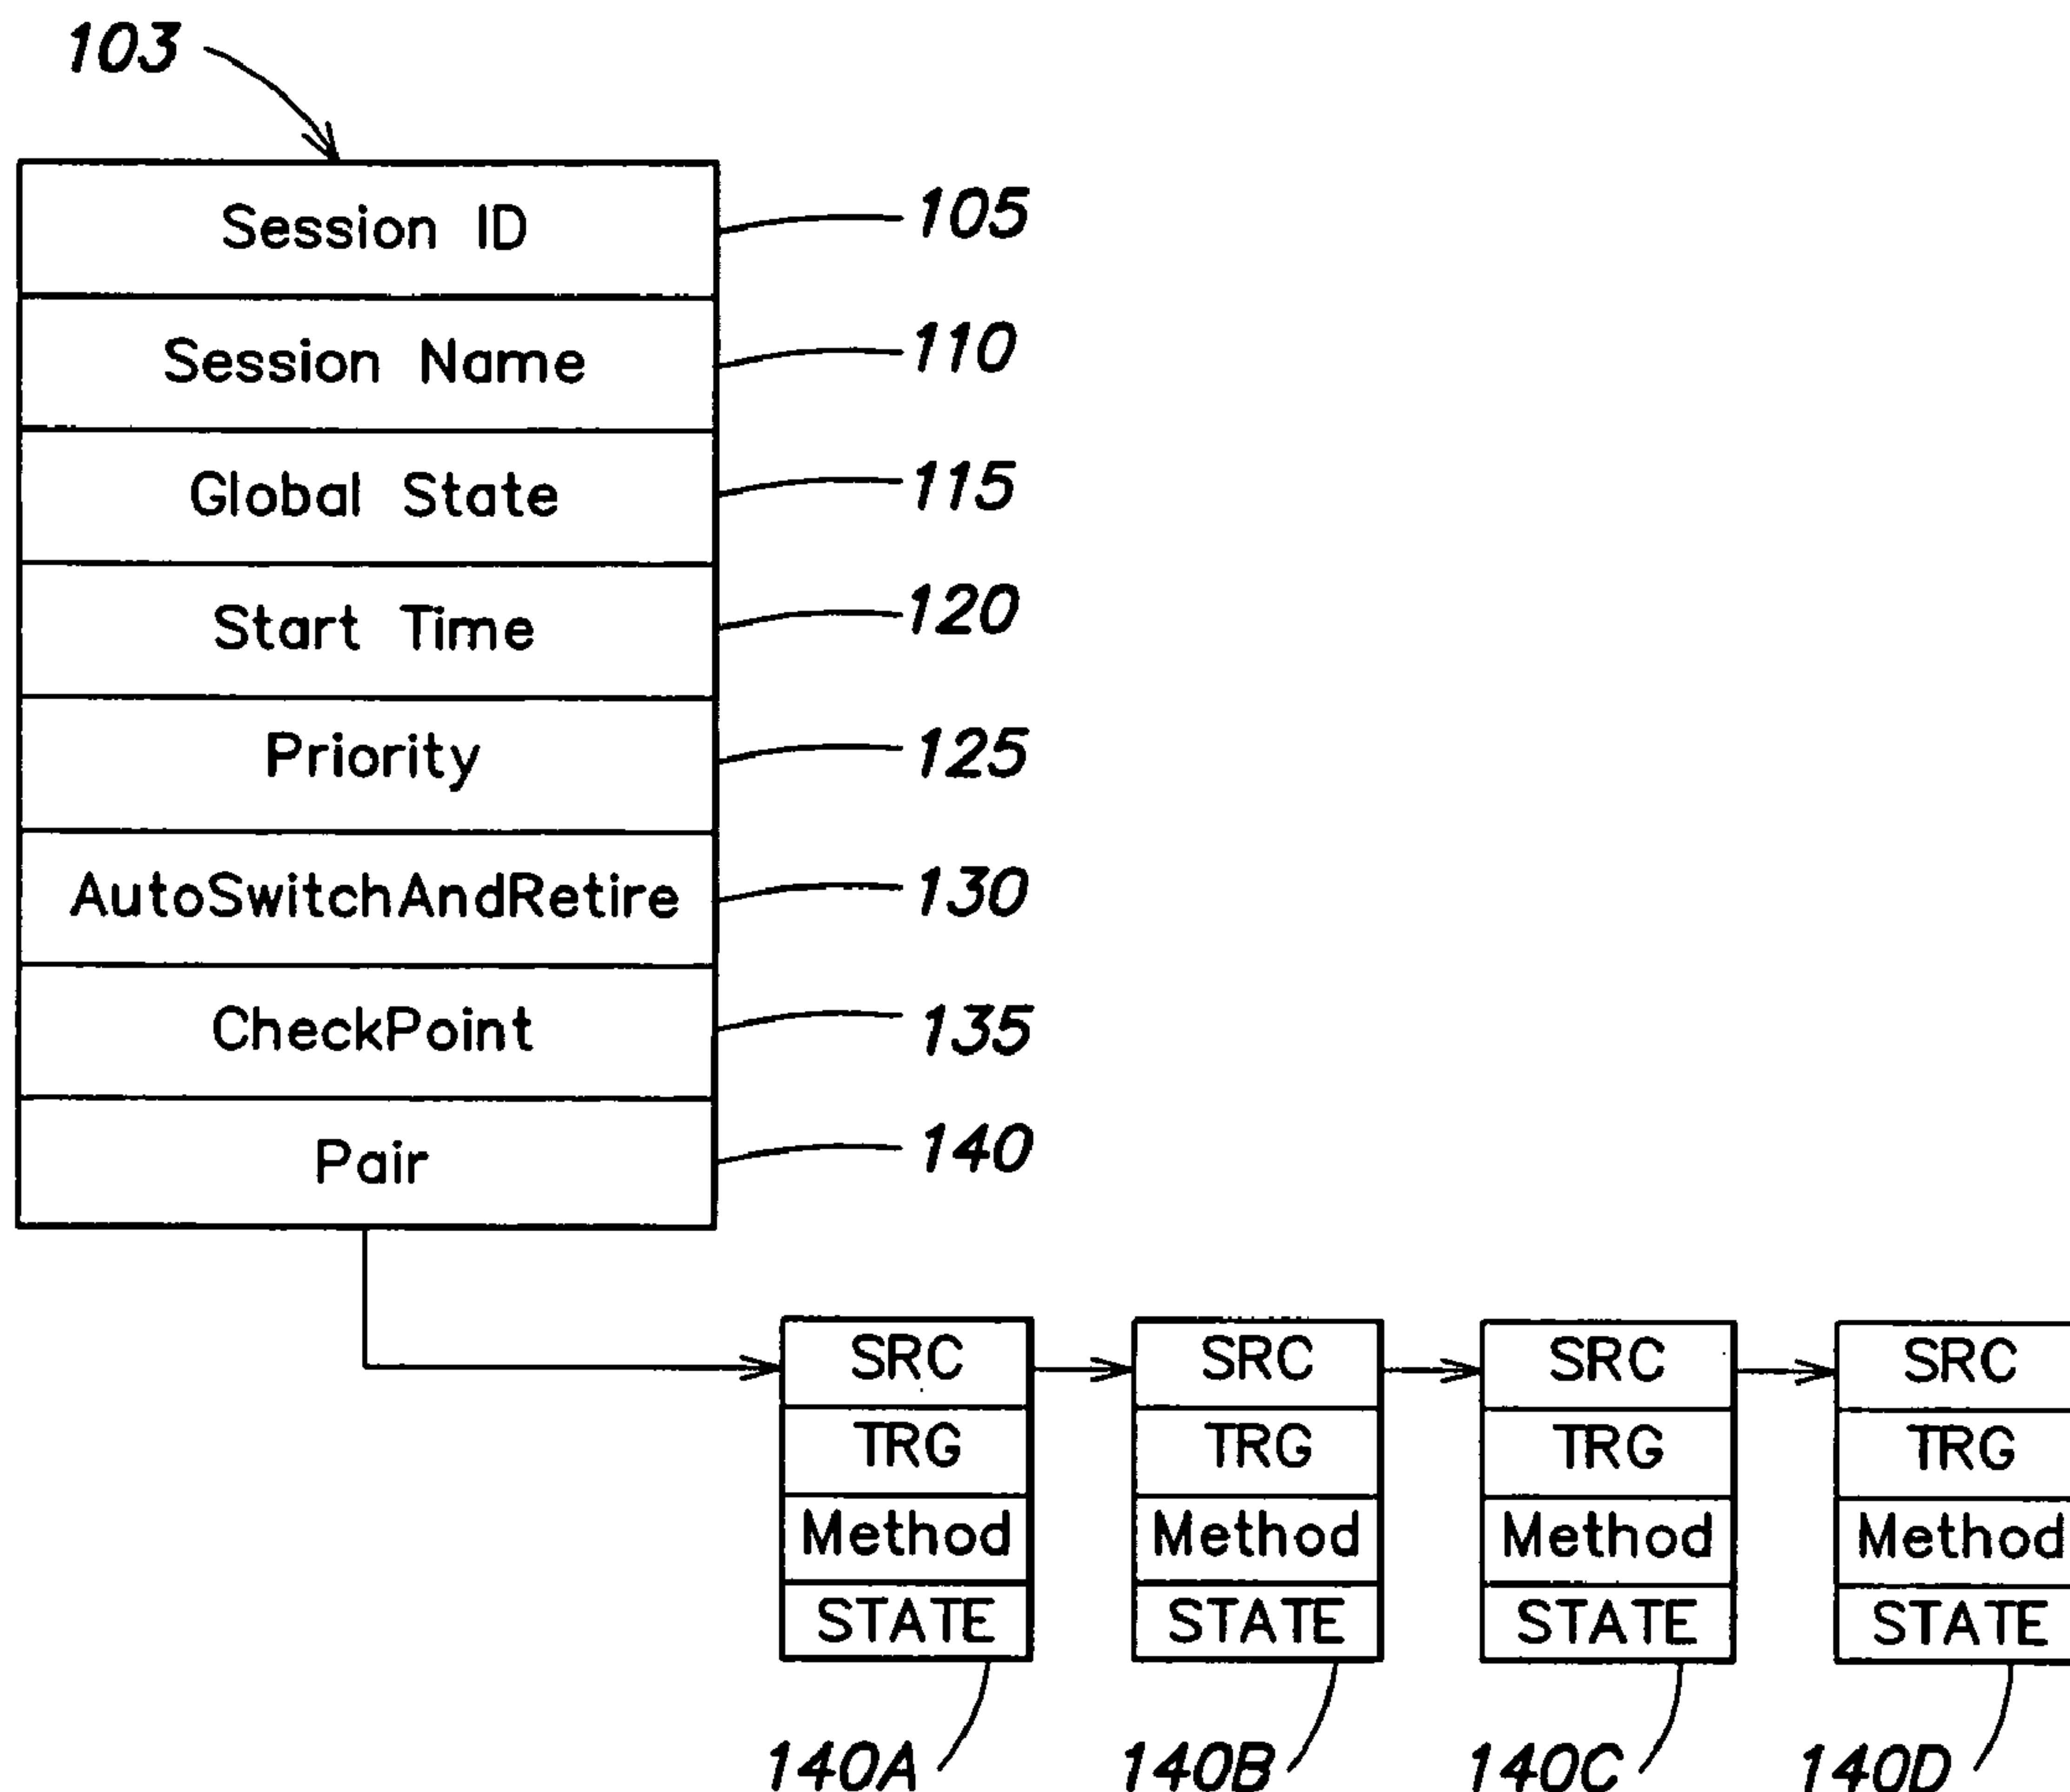 103
Session ID 105
Session Name 110
Global State 115
Start Time 120
Priority 125
AutoSwitchAndRetire 130
CheckPoint 135
Pair 140
SRC SRC SRC SRC
TRG TRG TRG TRG
Method Method Method Method
STATE STATE STATE STATE
140A 140B 140C 140D